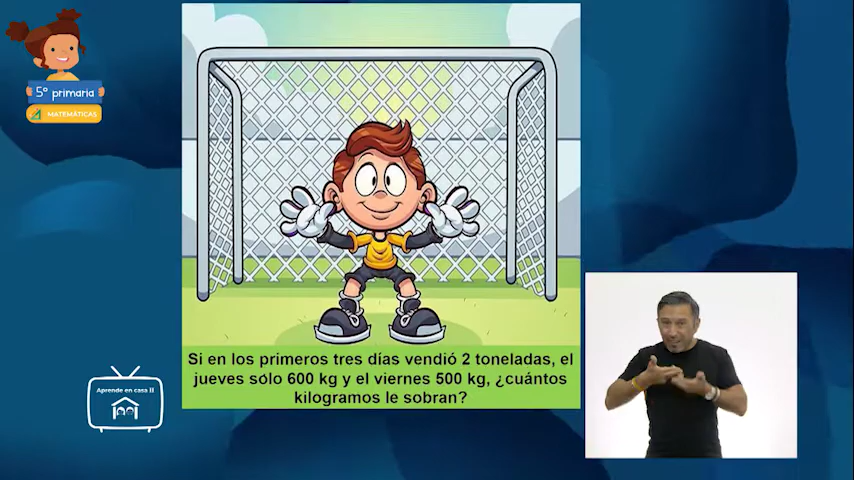 5° primaria
MATEMÁTICAS
Si en los primeros tres días vendió 2 toneladas, el
jueves sólo 600 kg y el viernes 500 kg, ¿cuántos
kilogramos le sobran?
Aprende en casa II